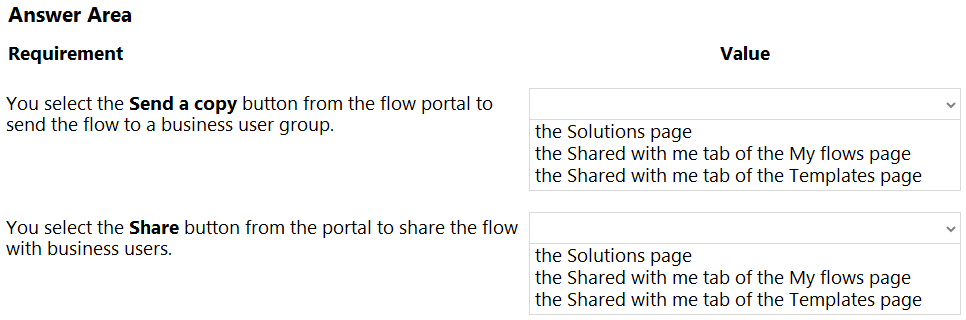 Answer Area
Requirement
Value
You select the Send a copy button from the flow portal to
send the flow to a business user group.
the Solutions page
the Shared with me tab of the My flows page
the Shared with me tab of the Templates page
You select the Share button from the portal to share the flow
with business users.
the Solutions page
the Shared with me tab of the My flows page
the Shared with me tab of the Templates page